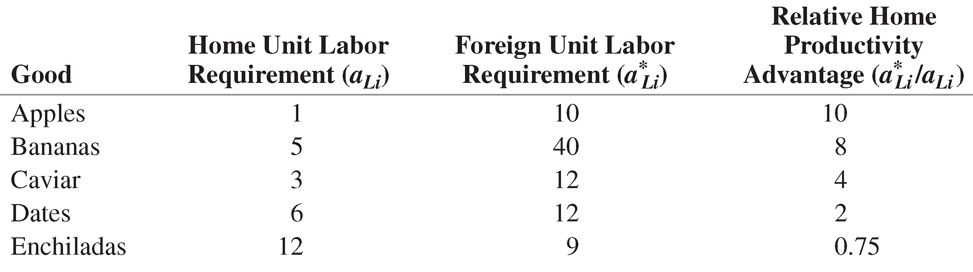 Relative Home
Home Unit Labor Foreign Unit Labor Productivity
Good Requirement (aLi) Requirement (a*Li) Advantage (a*Li/aLi)
Apples 1 10 10
Bananas 5 40 8
Caviar 3 12 4
Dates 6 12 2
Enchiladas 12 9 0.75